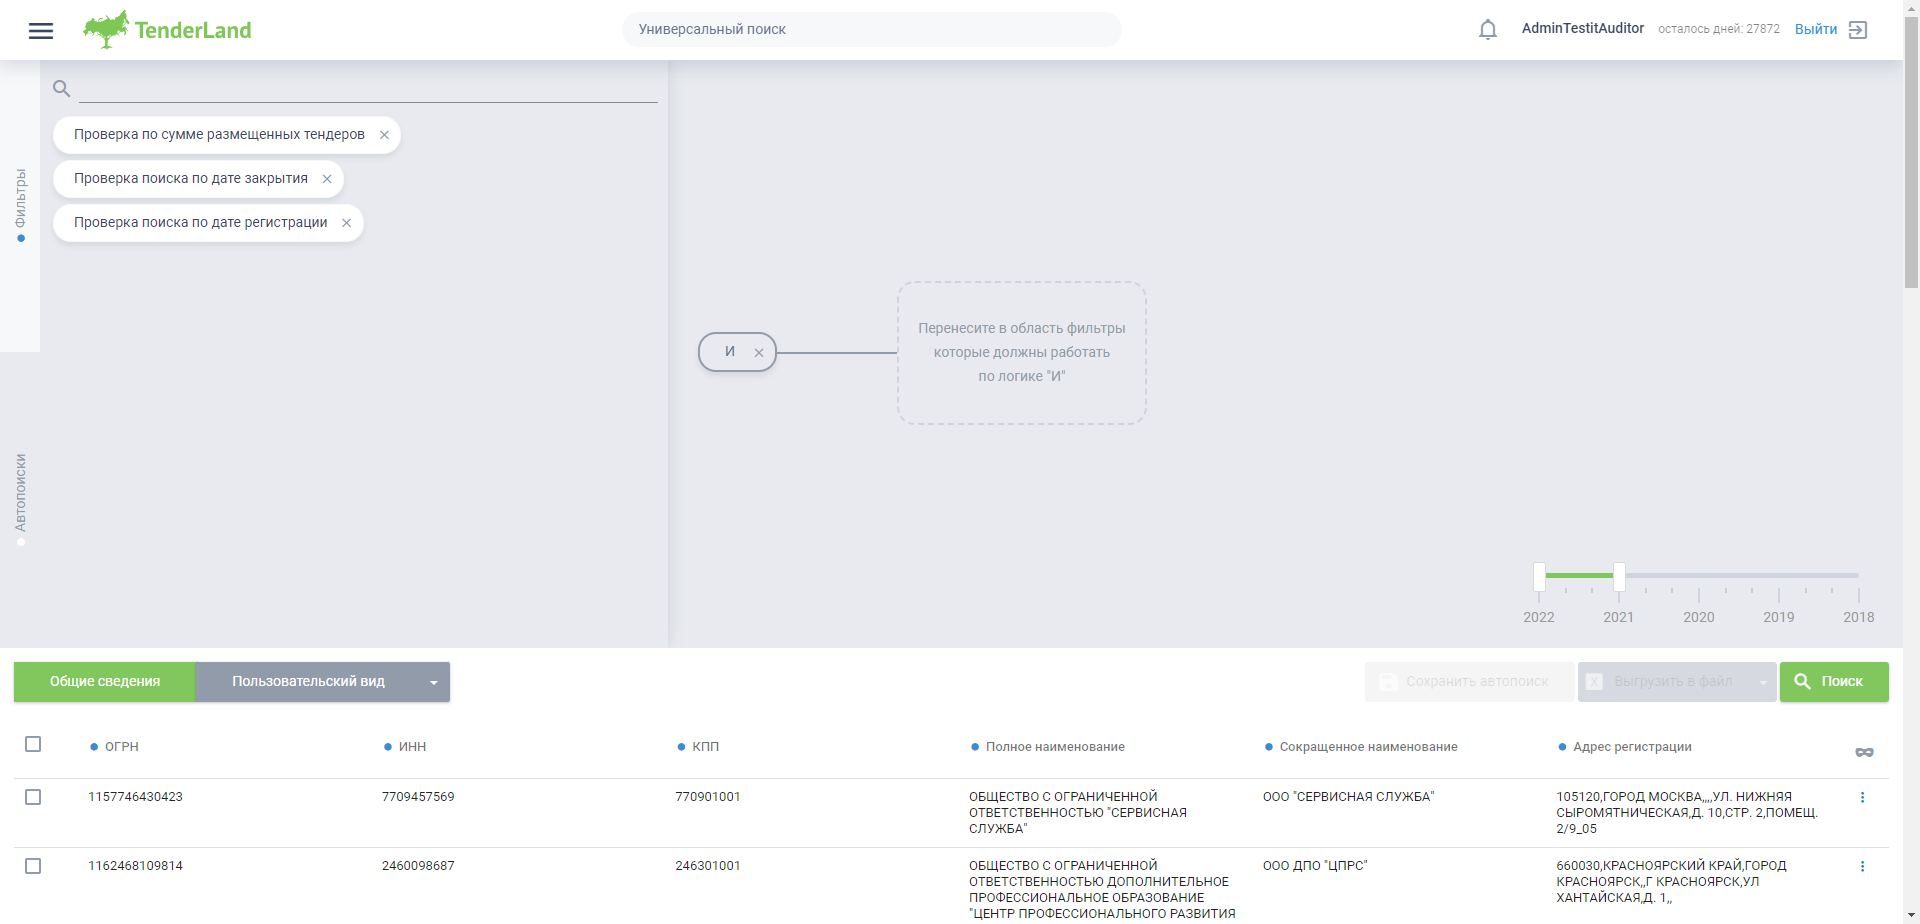 TenderLand
Универсальный поиск
AdminTestitAuditor
осталось дней: 27872
Выйти
Фильтры
Автопоиски
Проверка по сумме размещенных тендеров
Проверка поиска по дате закрытия
Проверка поиска по дате регистрации
И
Перенесите в область фильтры
которые должны работать
по логике "И"
2022 2021 2020 2019 2018
Общие сведения
Пользовательский вид
Сохранить автопоиск
Выгрузить в файл
Поиск
ОГРН ИНН КПП Полное наименование Сокращенное наименование Адрес регистрации
1157746430423 7709457569 770901001 ОБЩЕСТВО С ОГРАНИЧЕННОЙ ООО "СЕРВИСНАЯ СЛУЖБА" 105120,ГОРОД МОСКВА,,,,УЛ. НИЖНЯЯ
ОТВЕТСТВЕННОСТЬЮ "СЕРВИСНАЯ СЫРОМЯТНИЧЕСКАЯ,Д. 10,СТР. 2,ПОМЕЩ.
СЛУЖБА" 2/9_05
1162468109814 2460098687 246301001 ОБЩЕСТВО С ОГРАНИЧЕННОЙ ООО ДПО "ЦПРС" 660030,КРАСНОЯРСКИЙ КРАЙ,ГОРОД
ОТВЕТСТВЕННОСТЬЮ ДОПОЛНИТЕЛЬНОЕ КРАСНОЯРСК,,Г КРАСНОЯРСК,УЛ
ПРОФЕССИОНАЛЬНОЕ ОБРАЗОВАНИЕ ХАНТАЙСКАЯ,Д. 1,,
"ЦЕНТР ПРОФЕССИОНАЛЬНОГО РАЗВИТИЯ